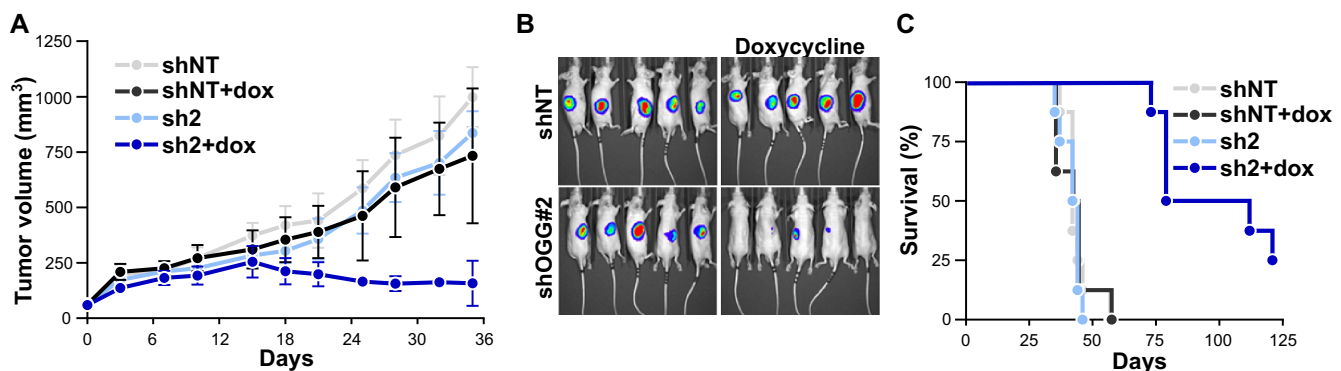 A
Tumor volume (mm³)
1250
1000
750
500
250
0
0 6 12 18 24 30 36
Days
shNT
shNT+dox
sh2
sh2+dox
B
Doxycycline
shNT
shOGG#2
C
Survival (%)
100
75
50
25
0
0 25 50 75 100 125
Days
shNT
shNT+dox
sh2
sh2+dox